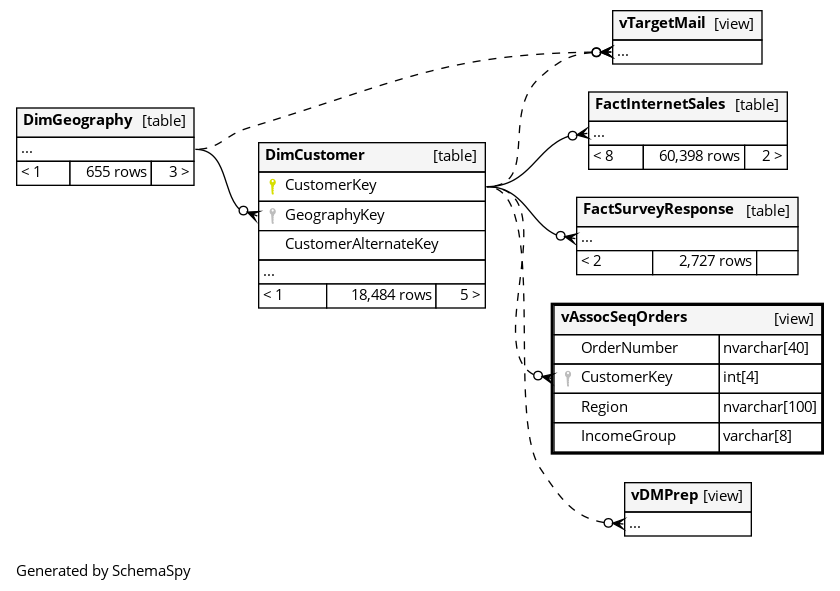 vTargetMail [view]
...
DimGeography [table]
...
< 1 655 rows 3 >
DimCustomer [table]
CustomerKey
GeographyKey
CustomerAlternateKey
...
< 1 18,484 rows 5 >
FactInternetSales [table]
...
< 8 60,398 rows 2 >
FactSurveyResponse [table]
...
< 2 2,727 rows
vAssocSeqOrders [view]
OrderNumber nvarchar[40]
CustomerKey int[4]
Region nvarchar[100]
IncomeGroup varchar[8]
vDMPrep [view]
...
Generated by SchemaSpy